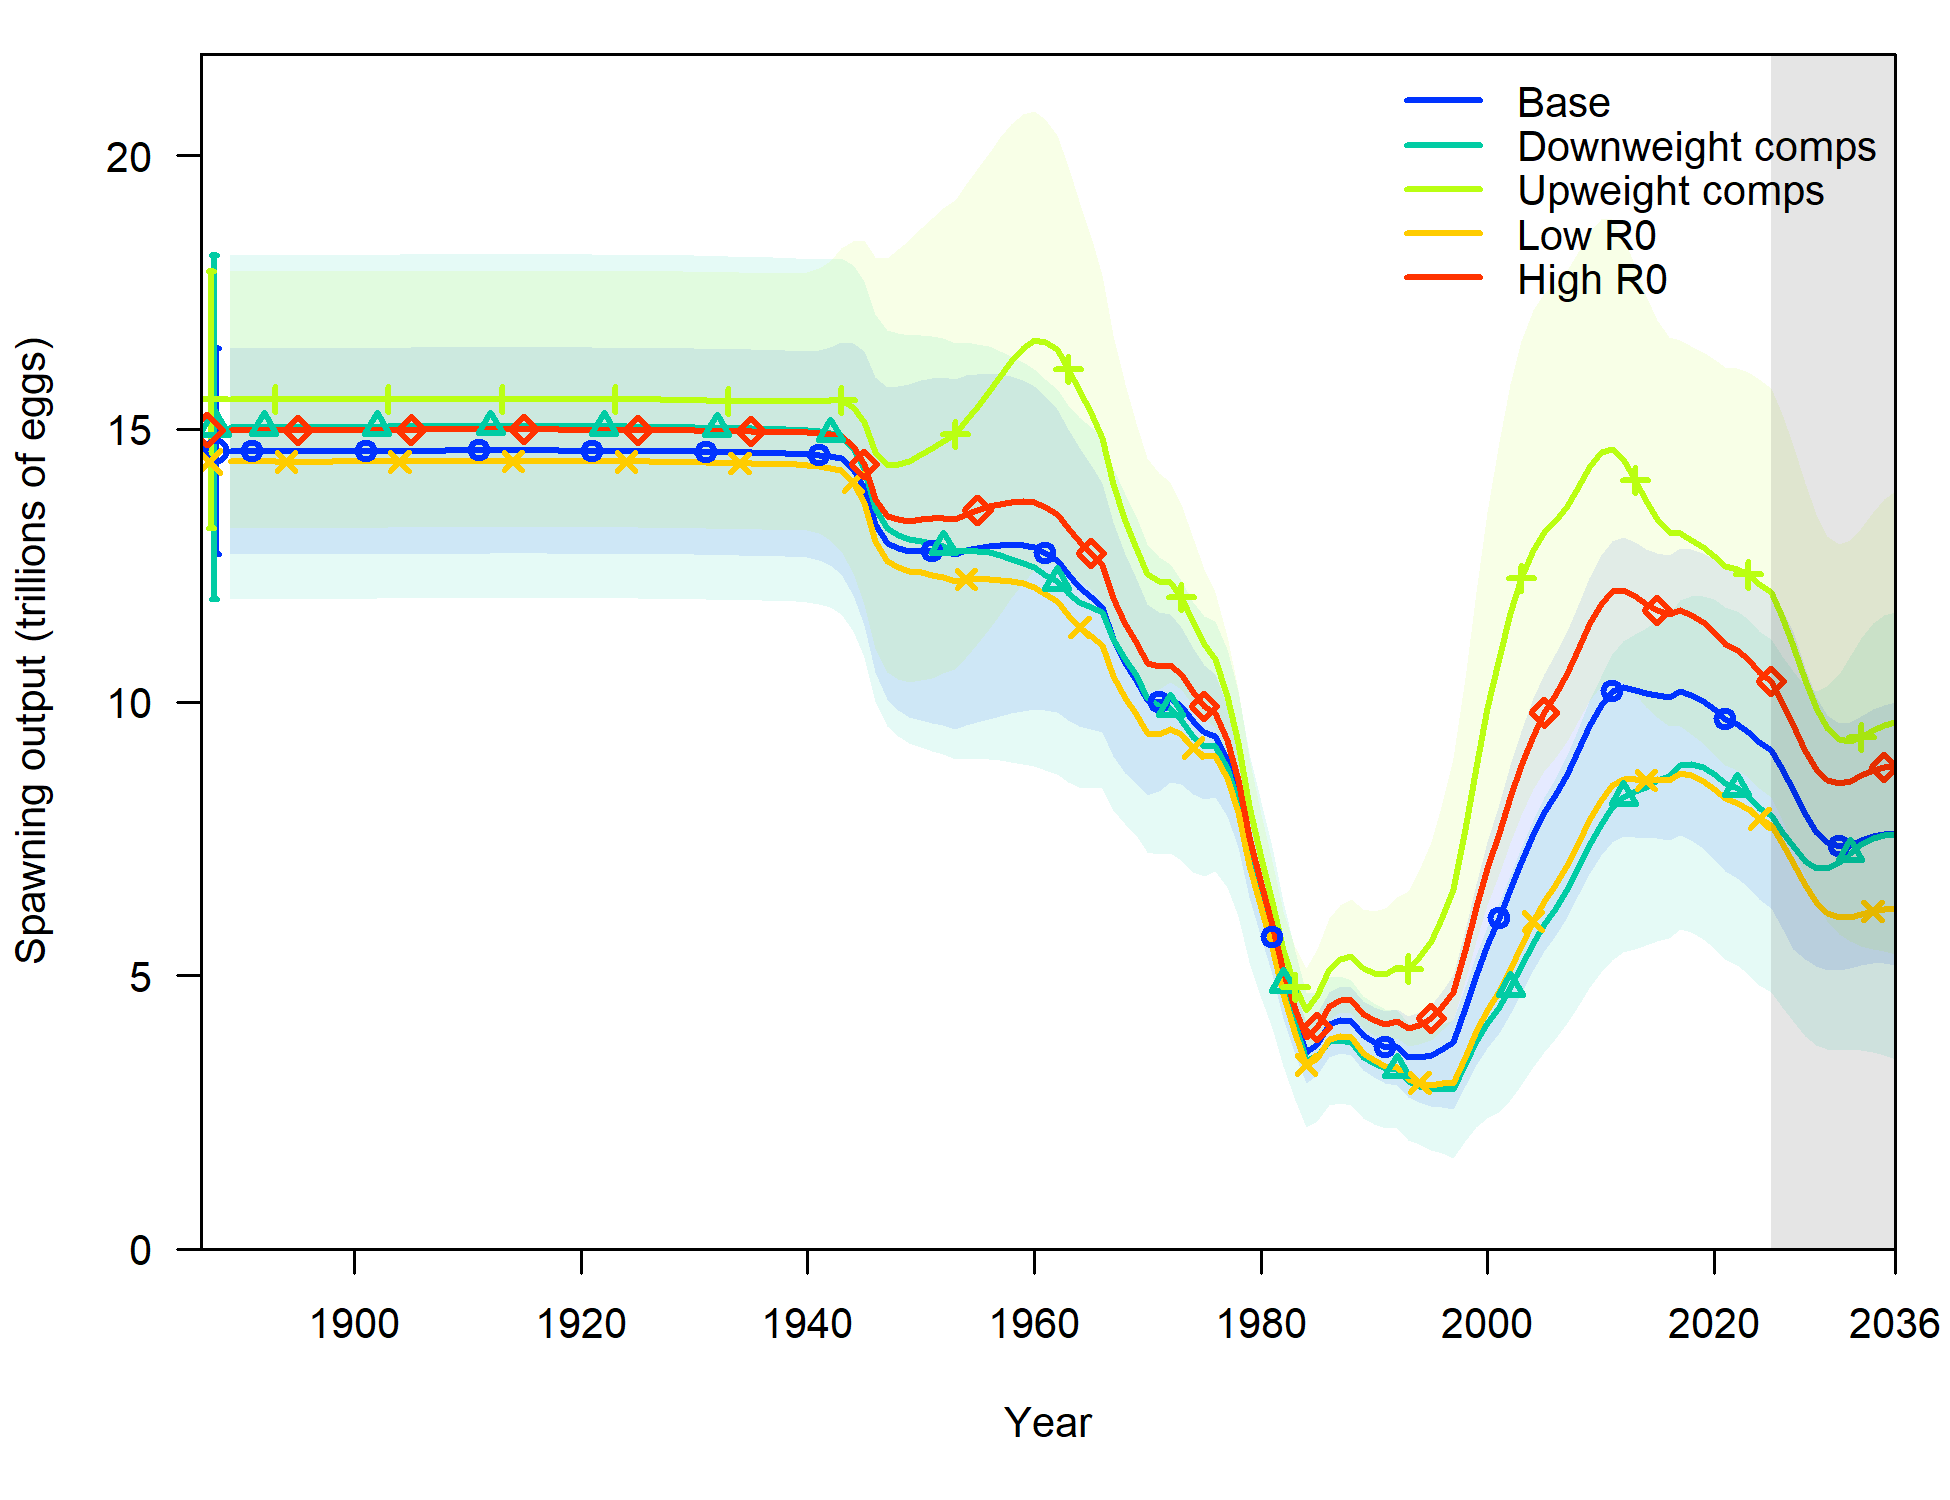 Base
Downweight comps
Upweight comps
Low R0
High R0
Spawning output (trillions of eggs)
20
15
10
5
0
1900 1920 1940 1960 1980 2000 2020 2036
Year